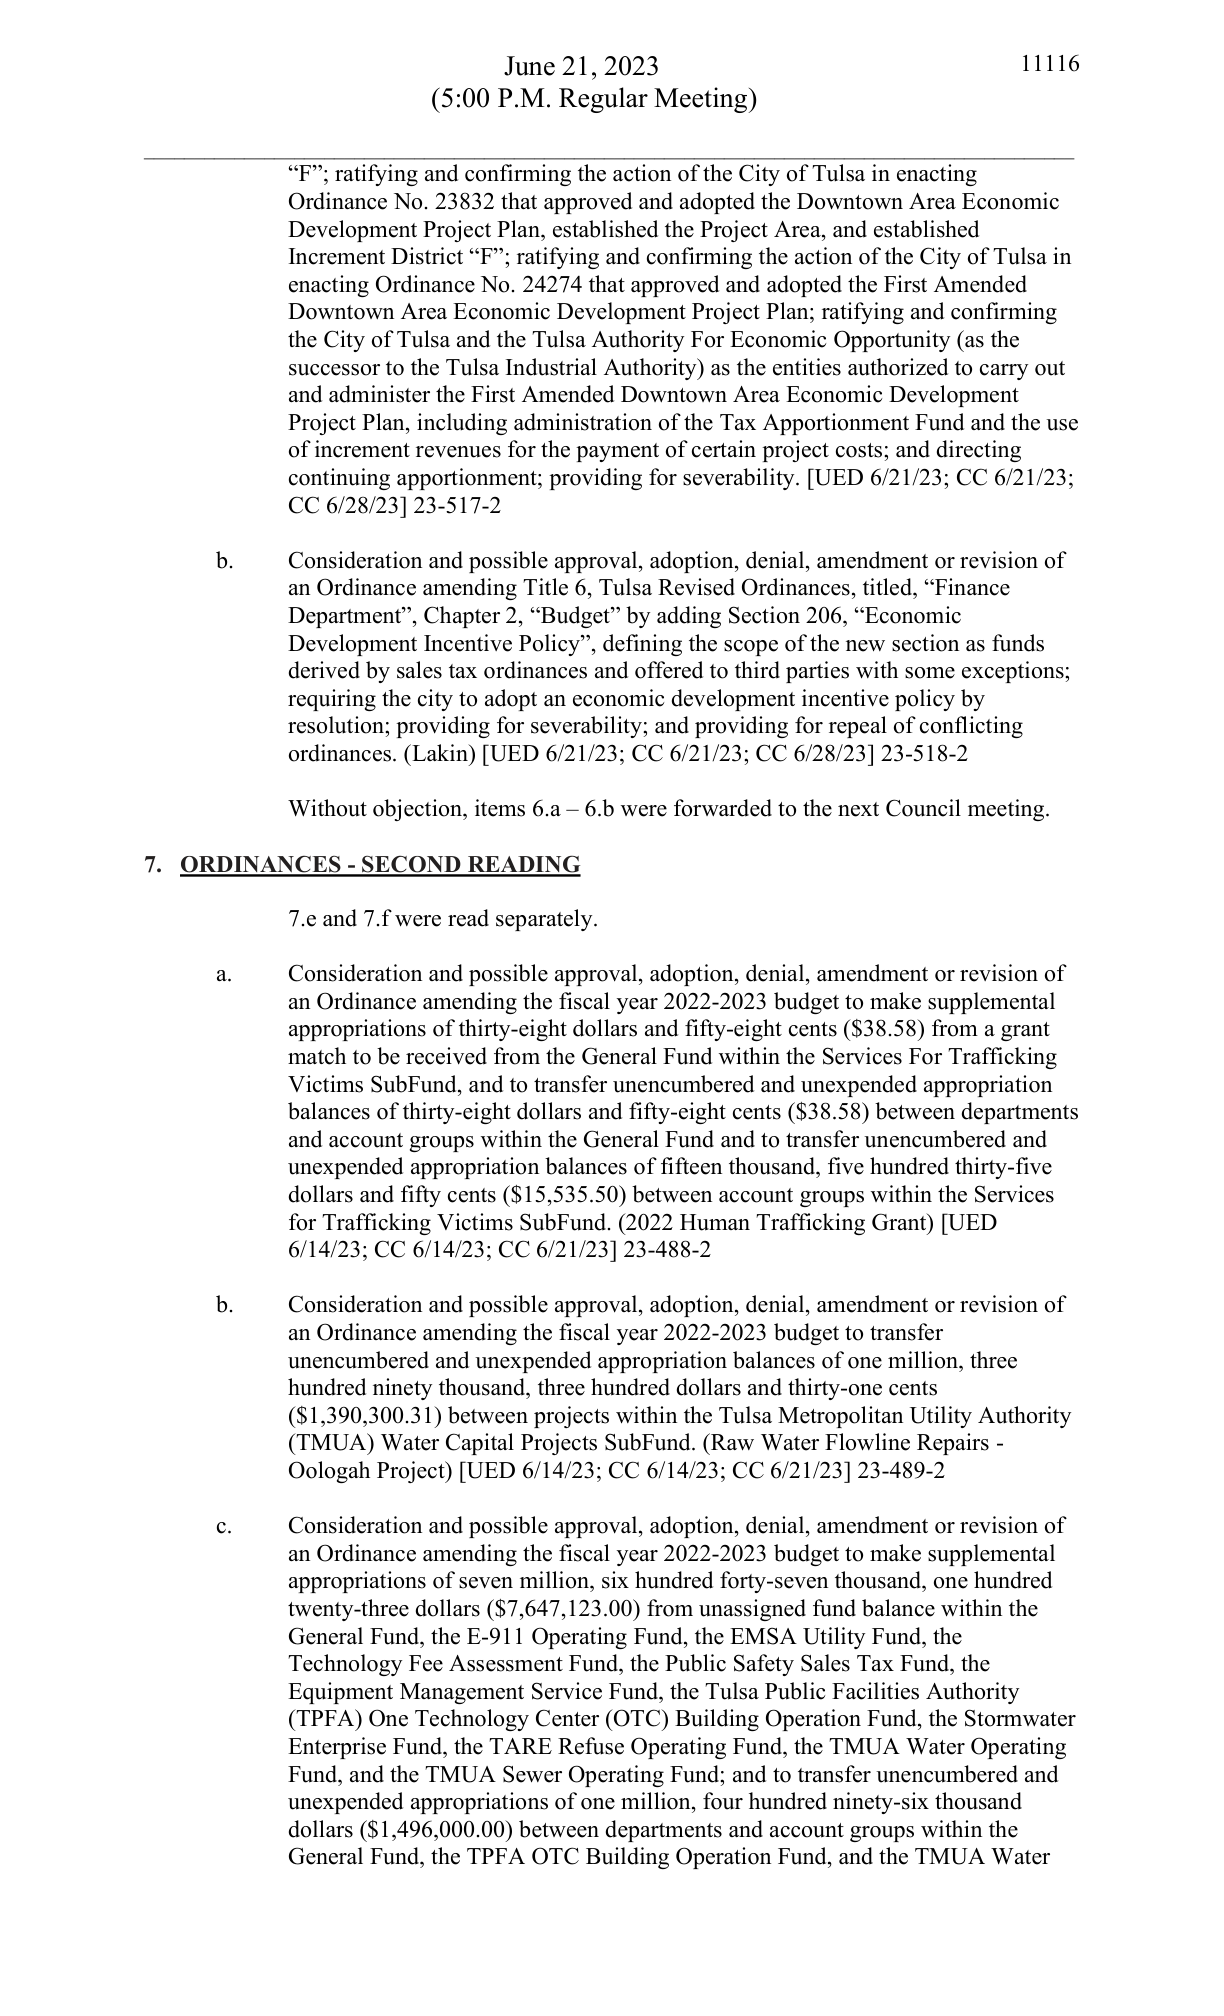 June 21, 2023
11116
(5:00 P.M. Regular Meeting)
“F”; ratifying and confirming the action of the City of Tulsa in enacting
Ordinance No. 23832 that approved and adopted the Downtown Area Economic
Development Project Plan, established the Project Area, and established
Increment District “F”; ratifying and confirming the action of the City of Tulsa in
enacting Ordinance No. 24274 that approved and adopted the First Amended
Downtown Area Economic Development Project Plan; ratifying and confirming
the City of Tulsa and the Tulsa Authority For Economic Opportunity (as the
successor to the Tulsa Industrial Authority) as the entities authorized to carry out
and administer the First Amended Downtown Area Economic Development
Project Plan, including administration of the Tax Apportionment Fund and the use
of increment revenues for the payment of certain project costs; and directing
continuing apportionment; providing for severability. [UED 6/21/23; CC 6/21/23;
CC 6/28/23] 23-517-2
b. Consideration and possible approval, adoption, denial, amendment or revision of
an Ordinance amending Title 6, Tulsa Revised Ordinances, titled, “Finance
Department”, Chapter 2, “Budget” by adding Section 206, “Economic
Development Incentive Policy”, defining the scope of the new section as funds
derived by sales tax ordinances and offered to third parties with some exceptions;
requiring the city to adopt an economic development incentive policy by
resolution; providing for severability; and providing for repeal of conflicting
ordinances. (Lakin) [UED 6/21/23; CC 6/21/23; CC 6/28/23] 23-518-2
Without objection, items 6.a – 6.b were forwarded to the next Council meeting.
7. ORDINANCES - SECOND READING
7.e and 7.f were read separately.
a. Consideration and possible approval, adoption, denial, amendment or revision of
an Ordinance amending the fiscal year 2022-2023 budget to make supplemental
appropriations of thirty-eight dollars and fifty-eight cents ($38.58) from a grant
match to be received from the General Fund within the Services For Trafficking
Victims SubFund, and to transfer unencumbered and unexpended appropriation
balances of thirty-eight dollars and fifty-eight cents ($38.58) between departments
and account groups within the General Fund and to transfer unencumbered and
unexpended appropriation balances of fifteen thousand, five hundred thirty-five
dollars and fifty cents ($15,535.50) between account groups within the Services
for Trafficking Victims SubFund. (2022 Human Trafficking Grant) [UED
6/14/23; CC 6/14/23; CC 6/21/23] 23-488-2
b. Consideration and possible approval, adoption, denial, amendment or revision of
an Ordinance amending the fiscal year 2022-2023 budget to transfer
unencumbered and unexpended appropriation balances of one million, three
hundred ninety thousand, three hundred dollars and thirty-one cents
($1,390,300.31) between projects within the Tulsa Metropolitan Utility Authority
(TMUA) Water Capital Projects SubFund. (Raw Water Flowline Repairs -
Oologah Project) [UED 6/14/23; CC 6/14/23; CC 6/21/23] 23-489-2
c. Consideration and possible approval, adoption, denial, amendment or revision of
an Ordinance amending the fiscal year 2022-2023 budget to make supplemental
appropriations of seven million, six hundred forty-seven thousand, one hundred
twenty-three dollars ($7,647,123.00) from unassigned fund balance within the
General Fund, the E-911 Operating Fund, the EMSA Utility Fund, the
Technology Fee Assessment Fund, the Public Safety Sales Tax Fund, the
Equipment Management Service Fund, the Tulsa Public Facilities Authority
(TPFA) One Technology Center (OTC) Building Operation Fund, the Stormwater
Enterprise Fund, the TARE Refuse Operating Fund, the TMUA Water Operating
Fund, and the TMUA Sewer Operating Fund; and to transfer unencumbered and
unexpended appropriations of one million, four hundred ninety-six thousand
dollars ($1,496,000.00) between departments and account groups within the
General Fund, the TPFA OTC Building Operation Fund, and the TMUA Water